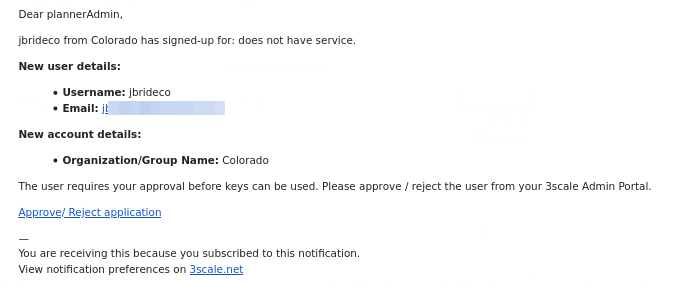 Dear plannerAdmin,
jbrideco from Colorado has signed-up for: does not have service.
New user details:
• Username: jbrideco
• Email:
New account details:
• Organization/Group Name: Colorado
The user requires your approval before keys can be used. Please approve / reject the user from your 3scale Admin Portal.
Approve/ Reject application
—
You are receiving this because you subscribed to this notification.
View notification preferences on 3scale.net